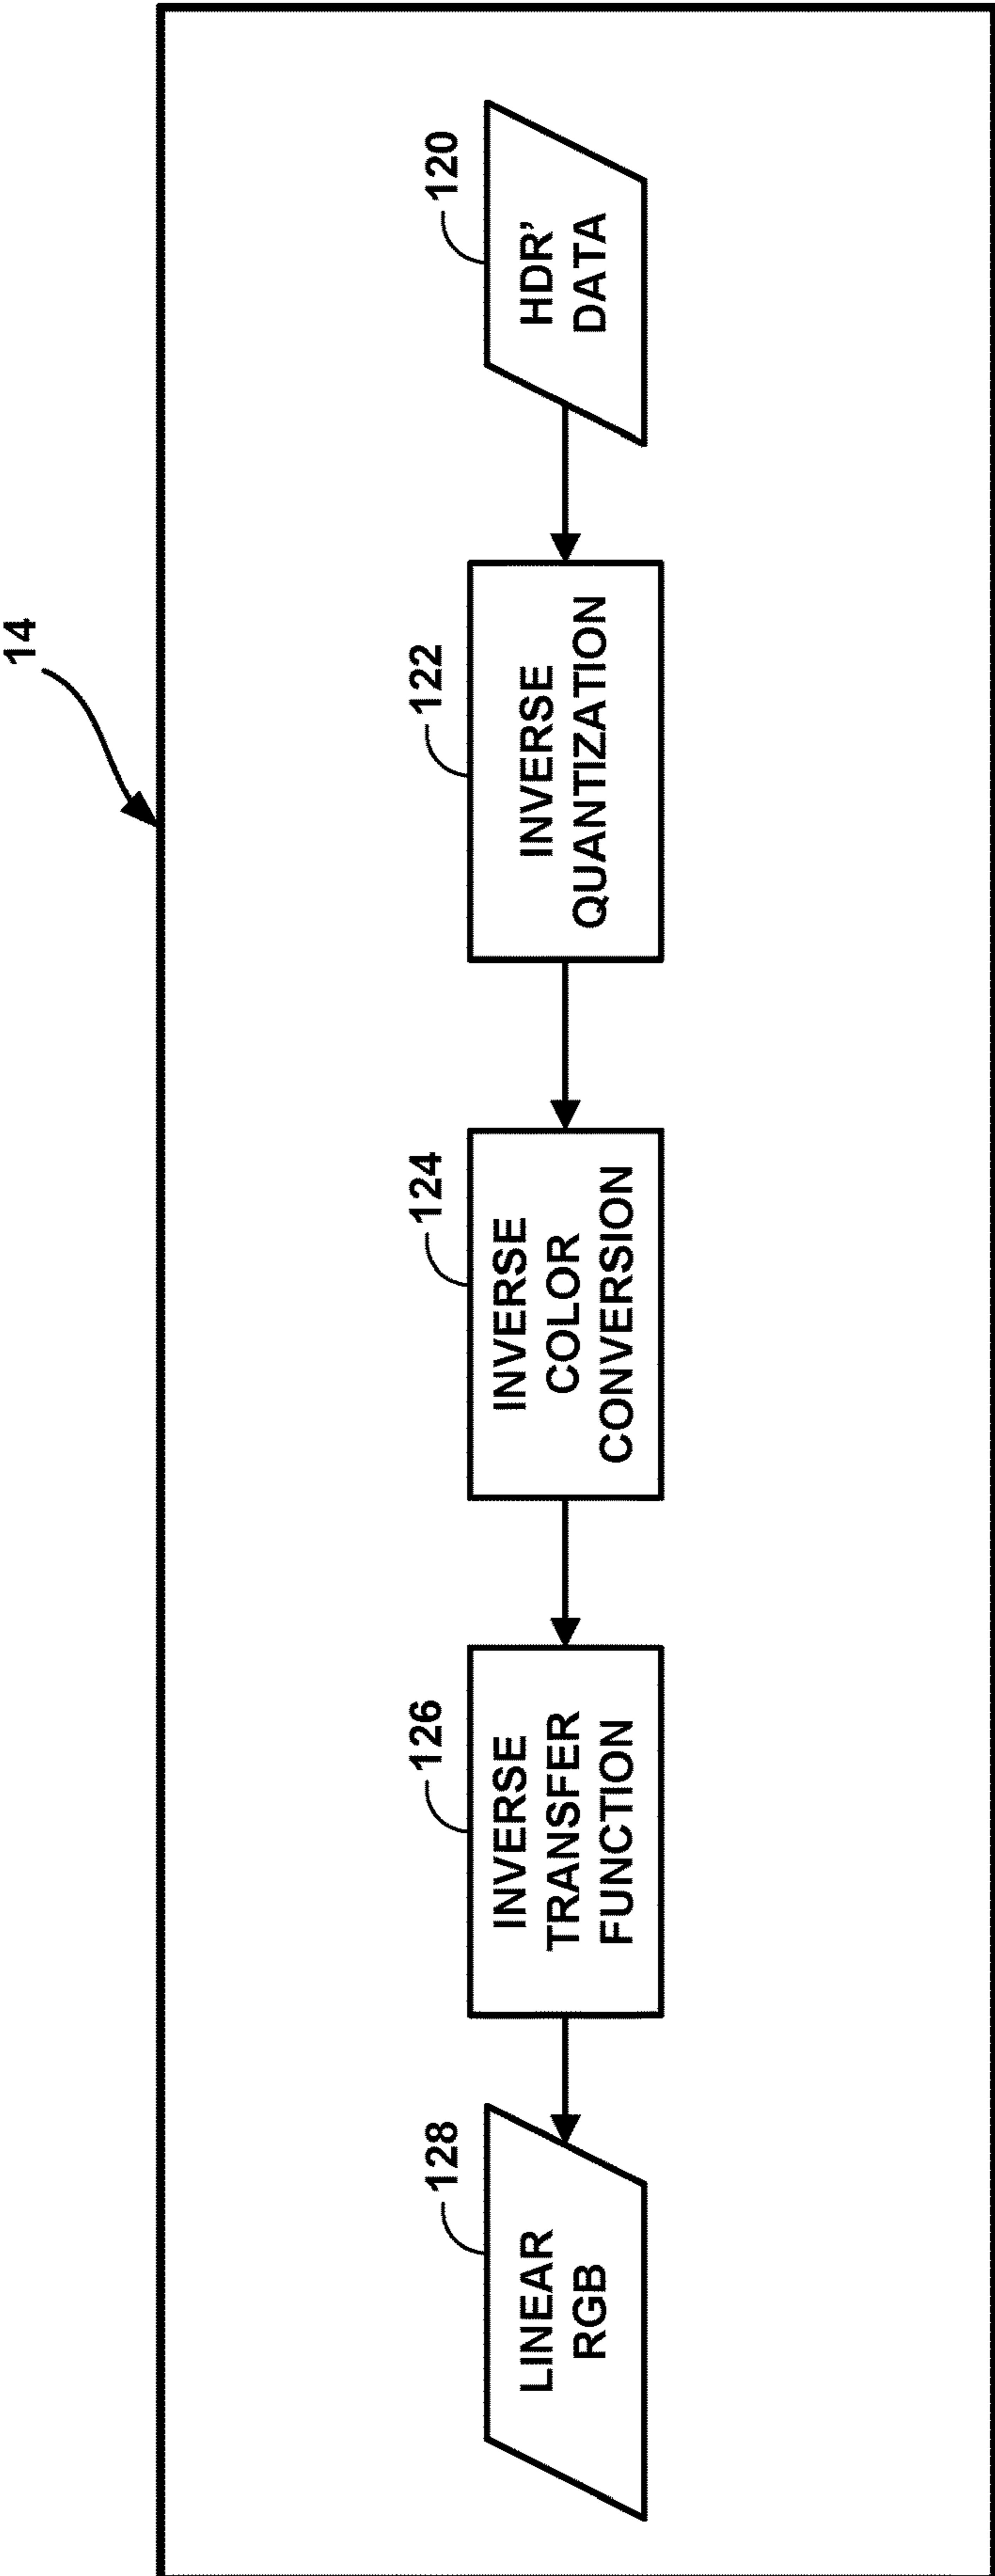 14
128
LINEAR
RGB
126
INVERSE
TRANSFER
FUNCTION
124
INVERSE
COLOR
CONVERSION
122
INVERSE
QUANTIZATION
120
HDR'
DATA